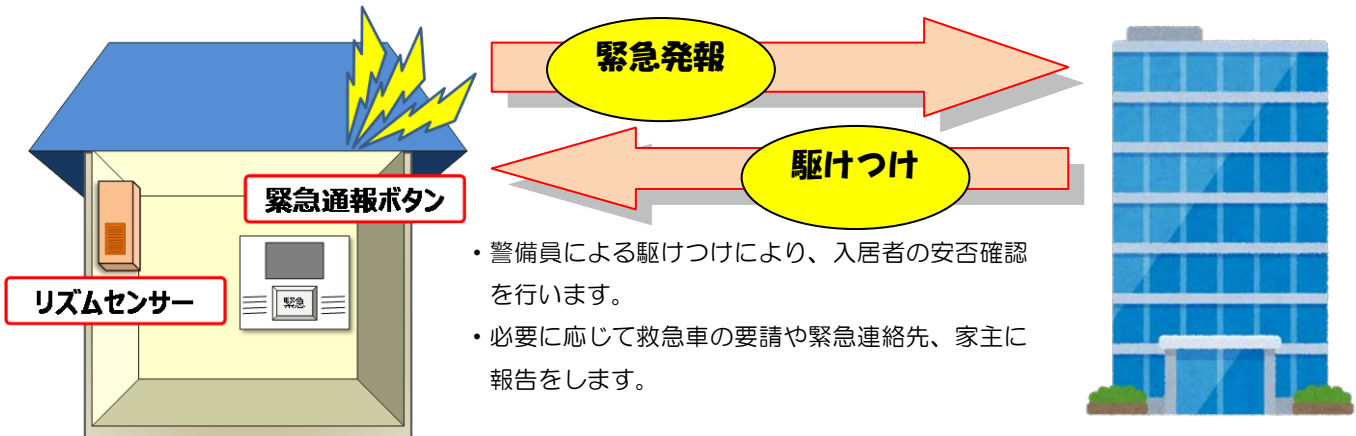 緊急発報
駆けつけ
緊急通報ボタン
緊急
リズムセンサー
・警備員による駆けつけにより、入居者の安否確認
を行います。
・必要に応じて救急車の要請や緊急連絡先、家主に
報告をします。